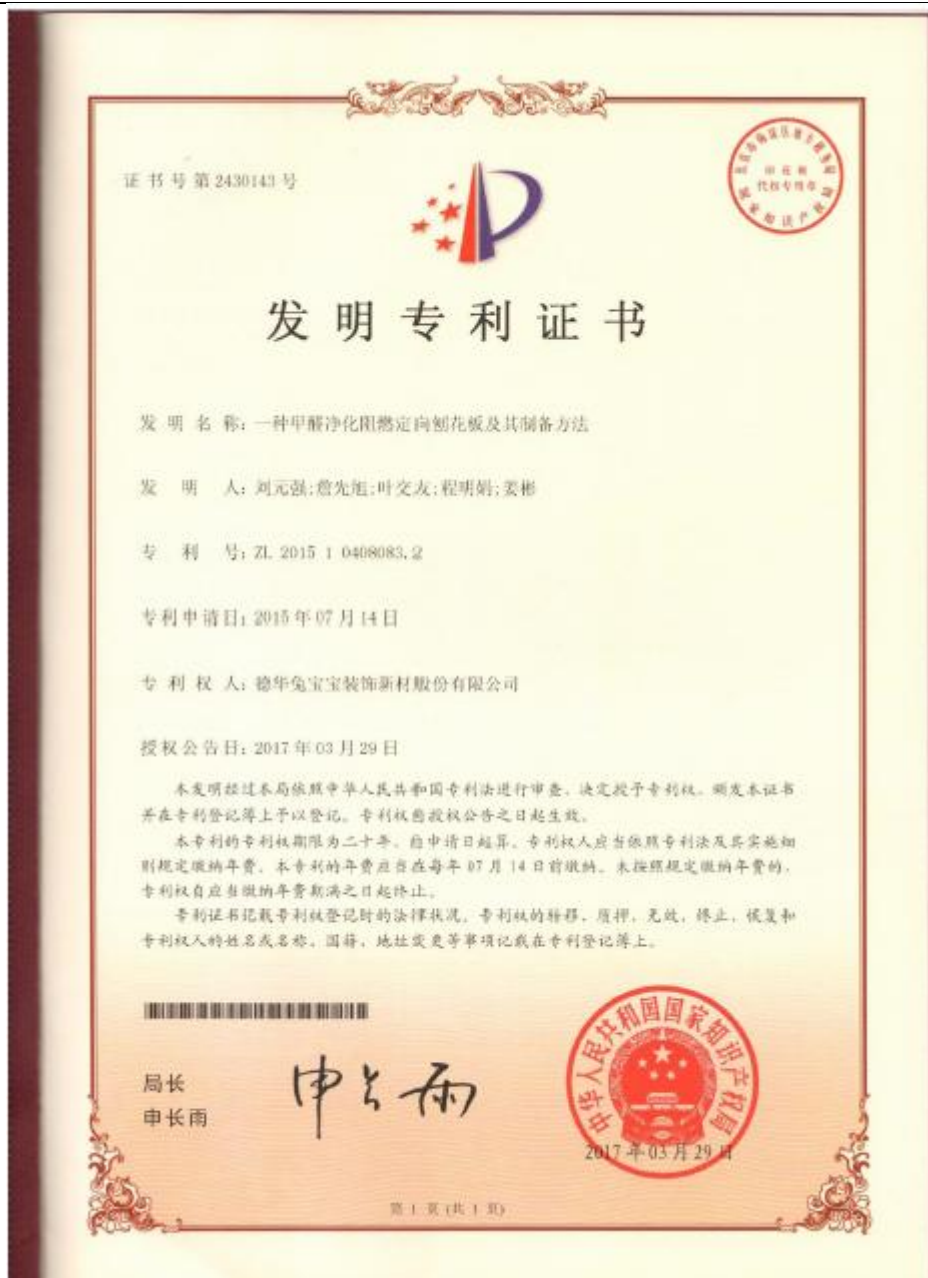 证书号第2430143号
印花税
代征专用章
国家知识产权局
发明专利证书
发明名称：一种甲醛净化阻燃定向刨花板及其制备方法
发明人：刘元强;詹先旭;叶交友;程明娟;姜彬
专利号：ZL 2015 1 0408083.2
专利申请日：2015年07月14日
专利权人：德华兔宝宝装饰新材股份有限公司
授权公告日：2017年03月29日
本发明经过本局依照中华人民共和国专利法进行审查，决定授予专利权，颁发本证书
并在专利登记簿上予以登记。专利权自授权公告之日起生效。
本专利的专利权期限为二十年，自申请日起算。专利权人应当依照专利法及其实施细
则规定缴纳年费。本专利的年费应当在每年07月14日前缴纳。未按照规定缴纳年费的，
专利权自应当缴纳年费期满之日起终止。
专利证书记载专利权登记时的法律状况。专利权的转移、质押、无效、终止、恢复和
专利权人的姓名或名称、国籍、地址变更等事项记载在专利登记簿上。
局长
申长雨
申长雨
中华人民共和国国家知识产权局
2017年03月29日
第1页(共1页)